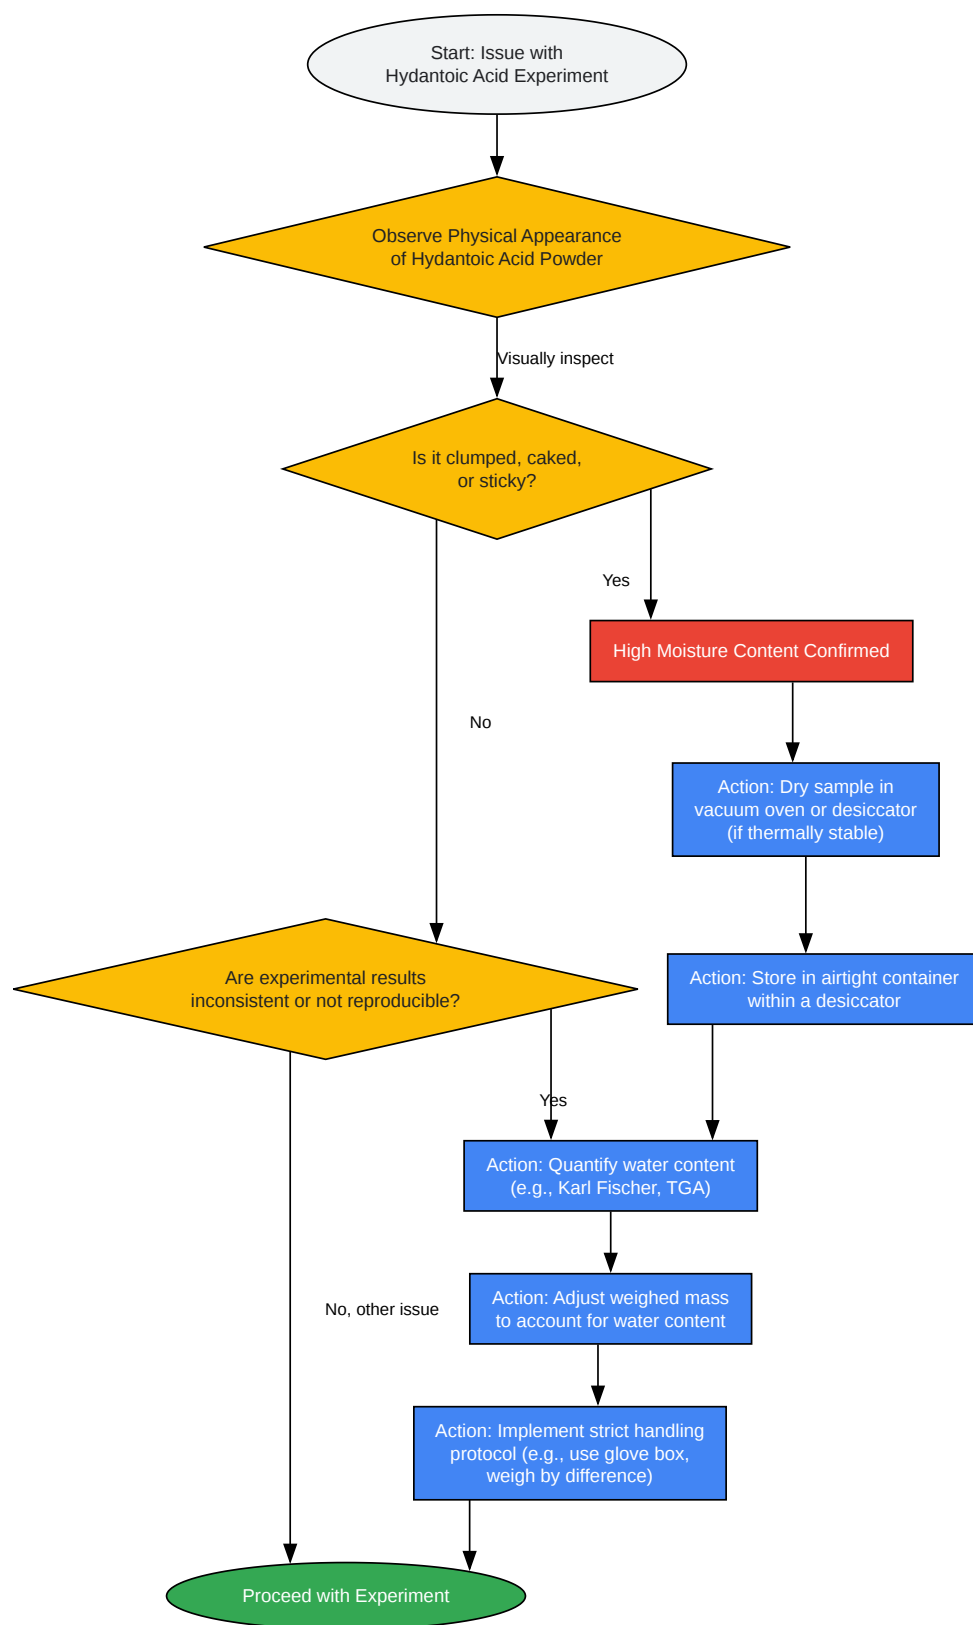 Start: Issue with
Hydantoic Acid Experiment
Observe Physical Appearance
of Hydantoic Acid Powder
Visually inspect
Is it clumped, caked,
or sticky?
Yes
High Moisture Content Confirmed
No
Action: Dry sample in
vacuum oven or desiccator
(if thermally stable)
Are experimental results
inconsistent or not reproducible?
Action: Store in airtight container
within a desiccator
Yes
Action: Quantify water content
(e.g., Karl Fischer, TGA)
No, other issue
Action: Adjust weighed mass
to account for water content
Action: Implement strict handling
protocol (e.g., use glove box,
weigh by difference)
Proceed with Experiment